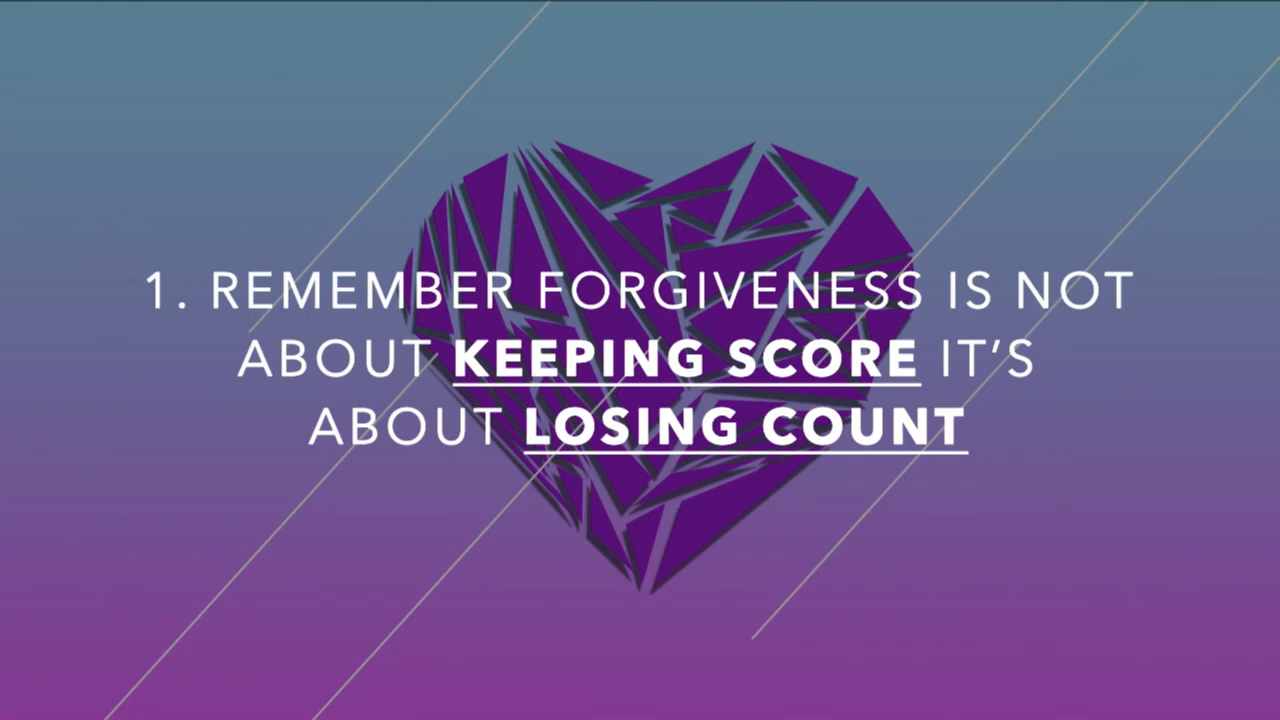 1. REMEMBER FORGIVENESS IS NOT
ABOUT KEEPING SCORE IT’S
ABOUT LOSING COUNT